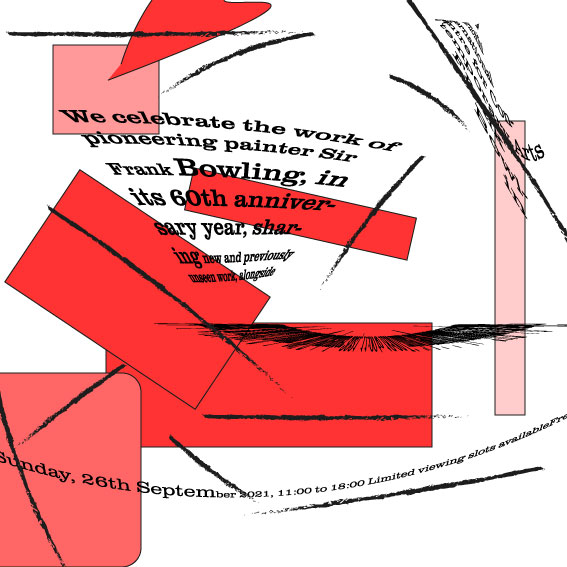 We celebrate the work of
pioneering painter Sir
Frank Bowling, in
its 60th anniver-
sary year, shar-
ing new and previously
unseen work, alongside
Arts
Sunday, 26th September 2021, 11:00 to 18:00 Limited viewing slots availableFre